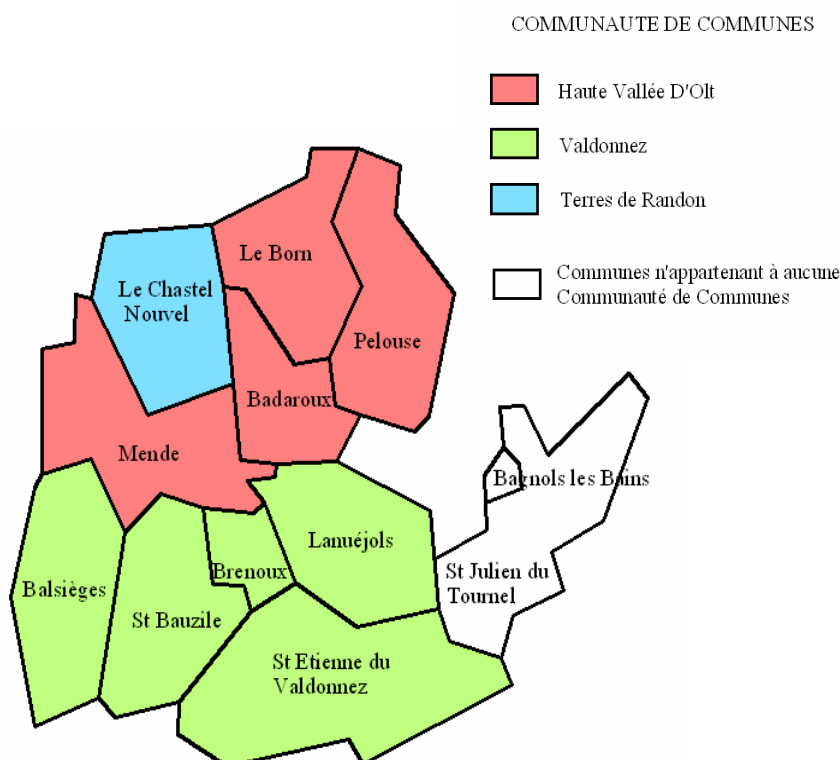 COMMUNAUTE DE COMMUNES
Haute Vallée D'Olt
Valdonnez
Terres de Randon
Communes n'appartenant à aucune
Communauté de Communes
Le Born
Le Chastel
Nouvel
Pelouse
Badaroux
Mende
Bagnols les Bains
Lanuéjols
Brenoux
St Julien du
Tournel
Balsièges
St Bauzile
St Etienne du
Valdonnez